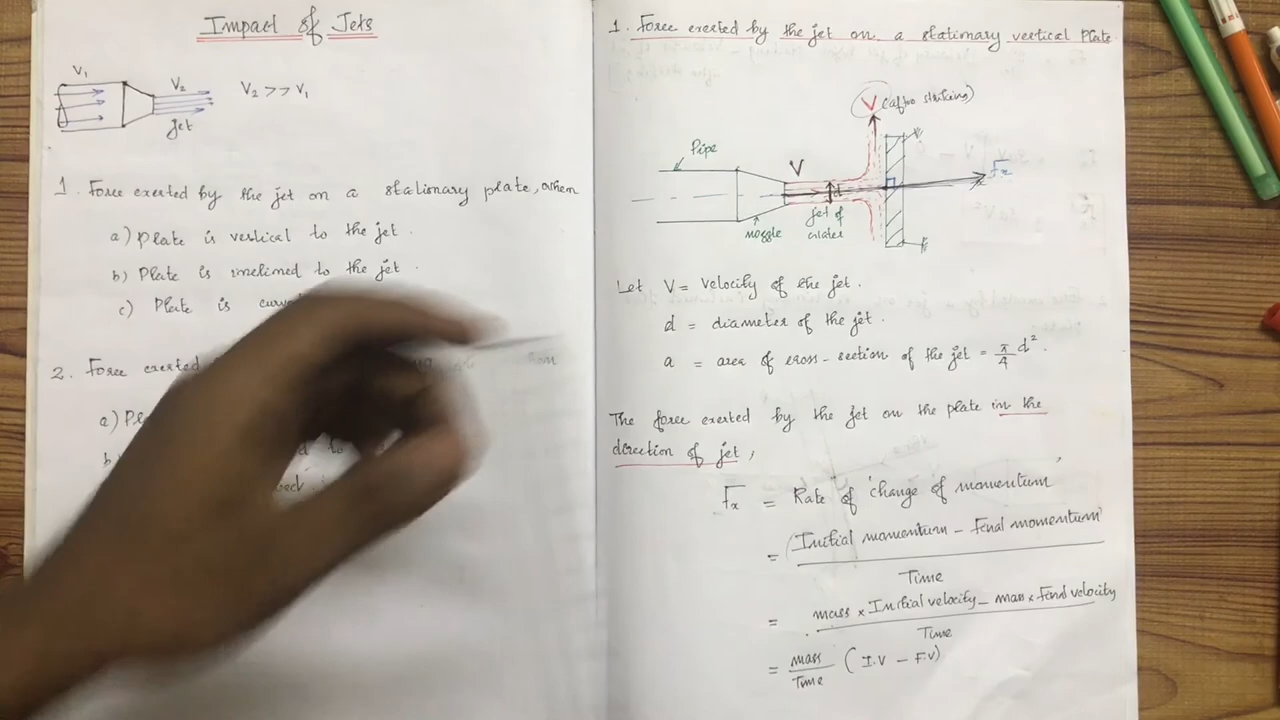 Impact of Jets
V1
V2
V2 >> V1
Jet
1. Force exerted by the jet on a stationary plate, when
a) plate is vertical to the jet.
b) Plate is inclined to the jet.
c) Plate is
2. Force
a)
b
1. Force exerted by the jet on a stationary vertical plate
V (after striking)
Pipe
V
Fx
d
nozzle
jet of
water
Let V = Velocity of the jet.
d = diameter of the jet.
a = area of cross-section of the jet = π/4 d²
The force exerted by the jet on the plate in the
direction of jet,
Fx = Rate of change of momentum
= Initial momentum - Final momentum / Time
= mass x Initial velocity - mass x Final velocity / Time
= mass / Time (I.V - F.V)